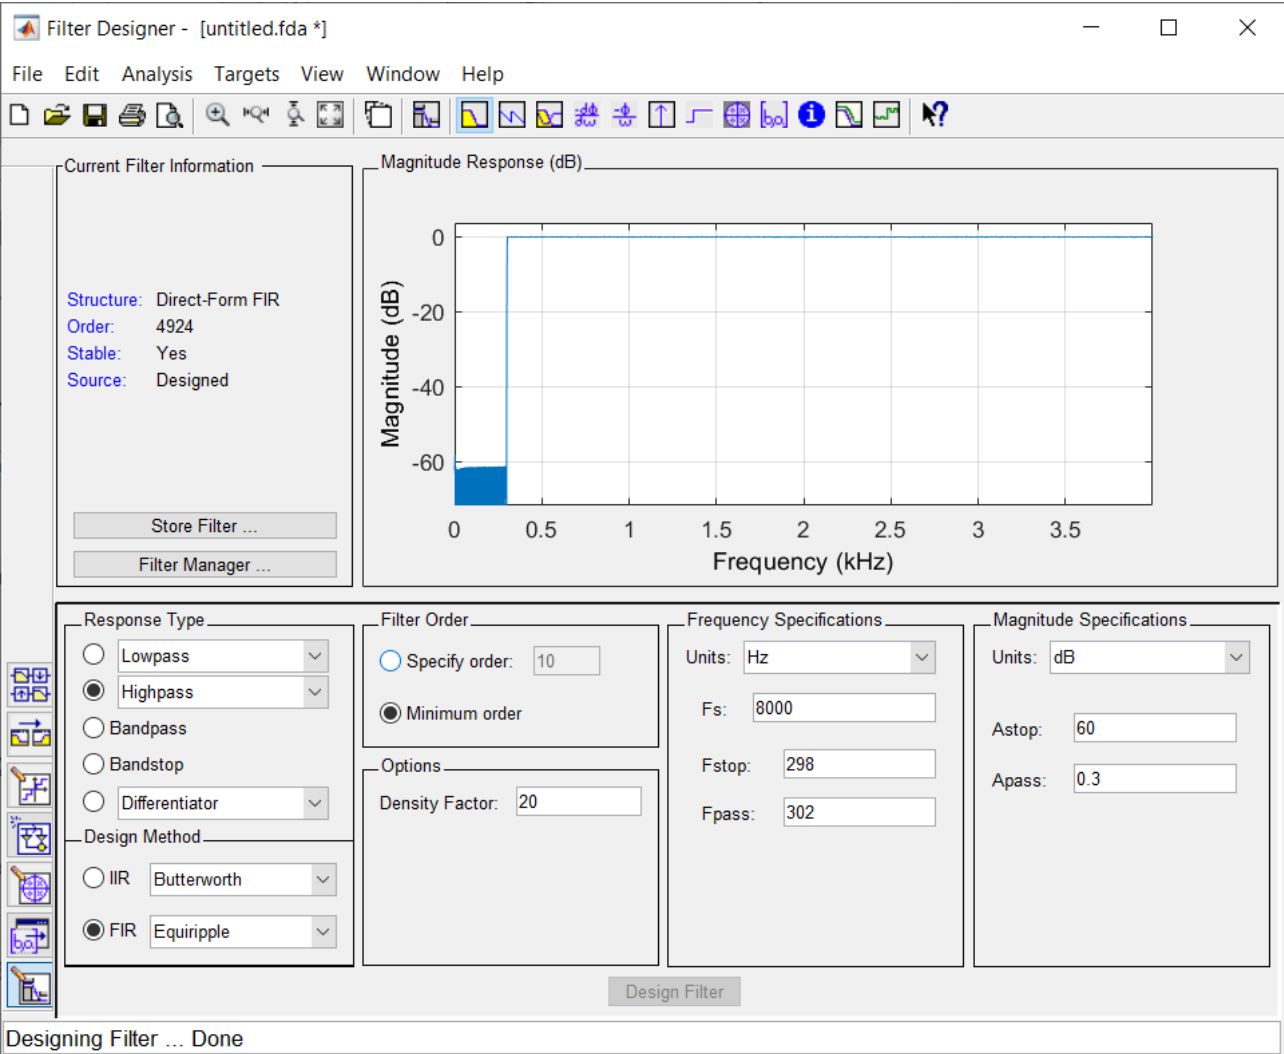 Filter Designer - [untitled.fda *]
File Edit Analysis Targets View Window Help
Current Filter Information
Structure: Direct-Form FIR
Order: 4924
Stable: Yes
Source: Designed
Store Filter ...
Filter Manager ...
Magnitude Response (dB)
Magnitude (dB)
0
-20
-40
-60
0 0.5 1 1.5 2 2.5 3 3.5
Frequency (kHz)
Response Type
Lowpass
Highpass
Bandpass
Bandstop
Differentiator
Design Method
IIR Butterworth
FIR Equiripple
Filter Order
Specify order: 10
Minimum order
Options
Density Factor: 20
Frequency Specifications
Units: Hz
Fs: 8000
Fstop: 298
Fpass: 302
Magnitude Specifications
Units: dB
Astop: 60
Apass: 0.3
Design Filter
Designing Filter ... Done